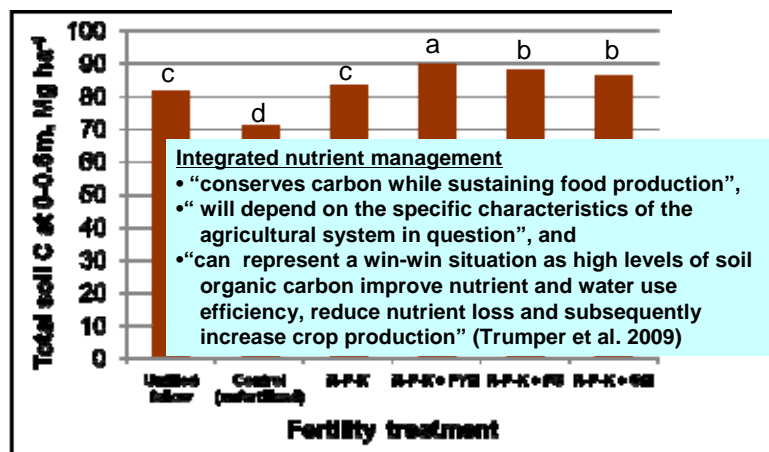 100
90
80
70
60
50
40
30
20
10
0
Total soil C at 0-0.6m, Mg ha⁻¹
c
d
c
a
b
b
Integrated nutrient management
• “conserves carbon while sustaining food production”,
• “ will depend on the specific characteristics of the
agricultural system in question”, and
•“can represent a win-win situation as high levels of soil
organic carbon improve nutrient and water use
efficiency, reduce nutrient loss and subsequently
increase crop production” (Trumper et al. 2009)
Control
(unfertilized)
N-P-K
Fertility treatment